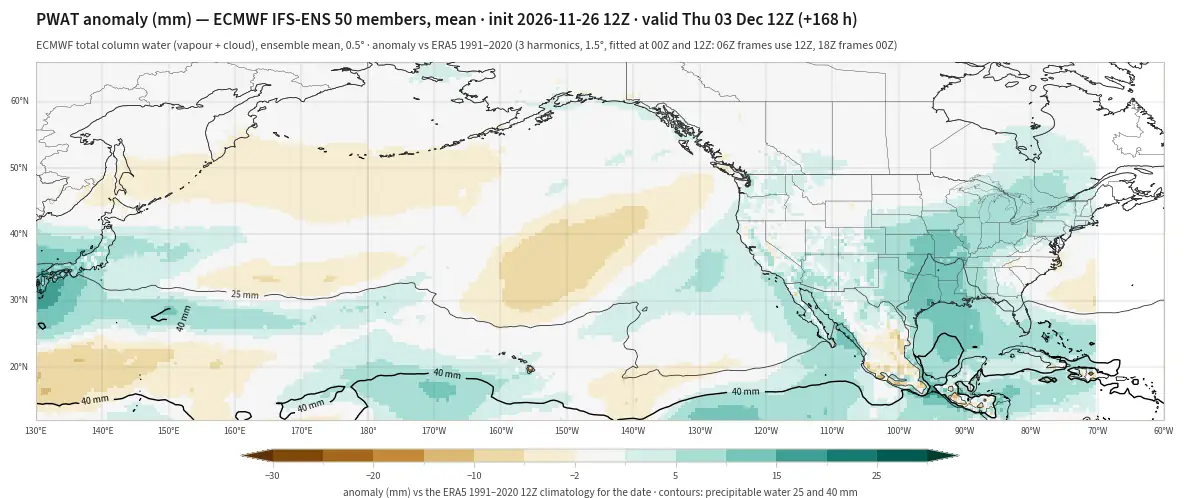 PWAT anomaly (mm) — ECMWF IFS-ENS 50 members, mean · init 2026-11-26 12Z · valid Thu 03 Dec 12Z (+168 h)
ECMWF total column water (vapour + cloud), ensemble mean, 0.5° · anomaly vs ERA5 1991–2020 (3 harmonics, 1.5°, fitted at 00Z and 12Z: 06Z frames use 12Z, 18Z frames 00Z)
60°N
50°N
40°N
30°N
20°N
25 mm
40 mm
40 mm
40 mm
40 mm
40 mm
130°E 140°E 150°E 160°E 170°E 180° 170°W 160°W 150°W 140°W 130°W 120°W 110°W 100°W 90°W 80°W 70°W 60°W
−30 −20 −10 −2 5 15 25
anomaly (mm) vs the ERA5 1991–2020 12Z climatology for the date · contours: precipitable water 25 and 40 mm